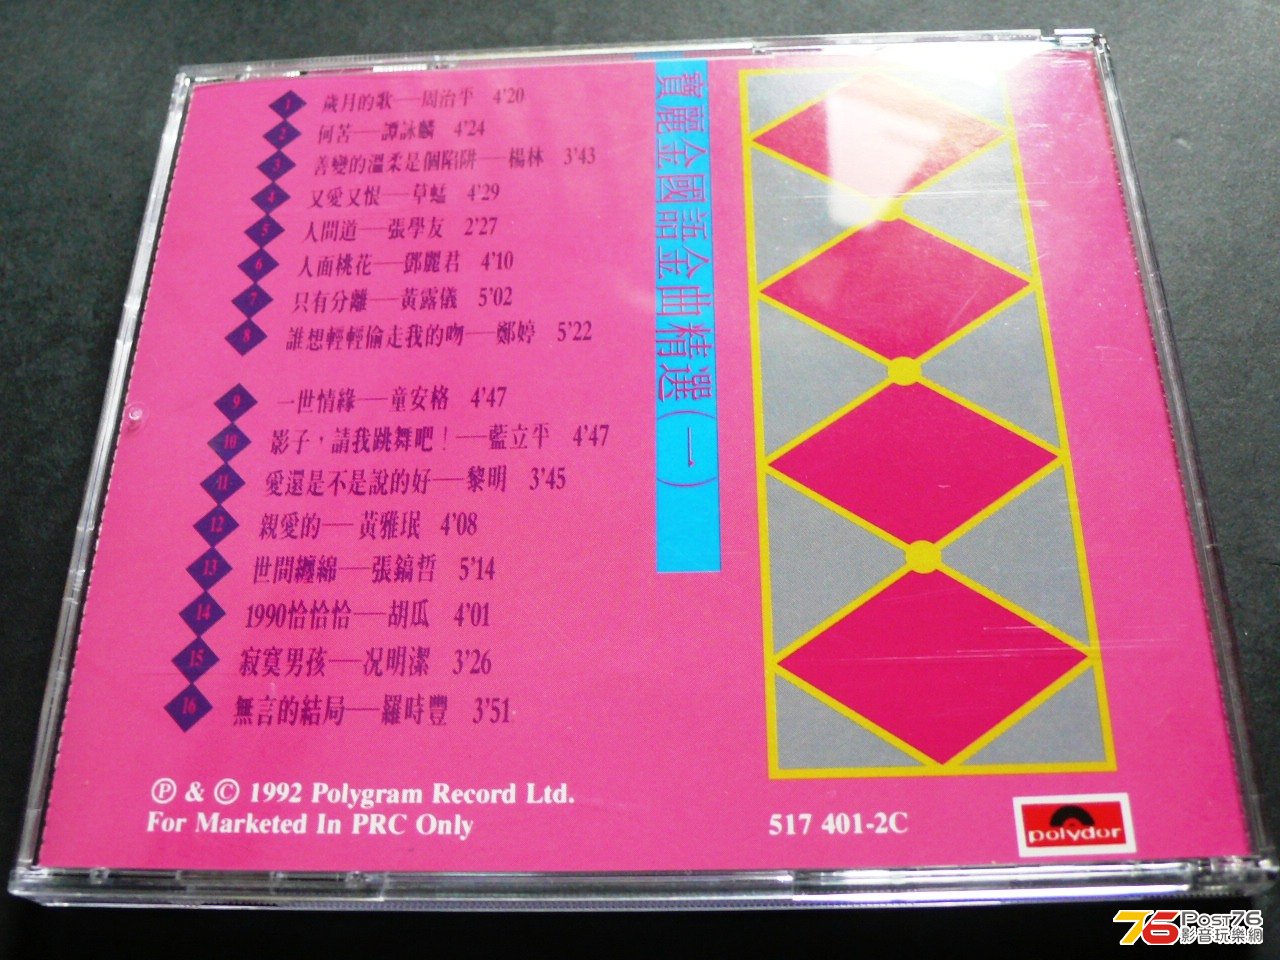 1 歲月的歌──周治平 4'20
2 何苦──譚詠麟 4'24
3 善變的溫柔是個陷阱──楊林 3'43
4 又愛又恨──草蜢 4'29
5 人間道──張學友 2'27
6 人面桃花──鄧麗君 4'10
7 只有分離──黃露儀 5'02
8 誰想輕輕偷走我的吻──鄭婷 5'22
9 一世情緣──童安格 4'47
10 影子，請我跳舞吧！──藍立平 4'47
11 愛還是不是說的好──黎明 3'45
12 親愛的──黃雅珉 4'08
13 世間纏綿──張鎬哲 5'14
14 1990恰恰恰──胡瓜 4'01
15 寂寞男孩──況明潔 3'26
16 無言的結局──羅時豐 3'51
寶麗金國語金曲精選(一)
Ⓟ & © 1992 Polygram Record Ltd.
For Marketed In PRC Only
517 401-2C
polydor
76 Post76
影音玩樂網